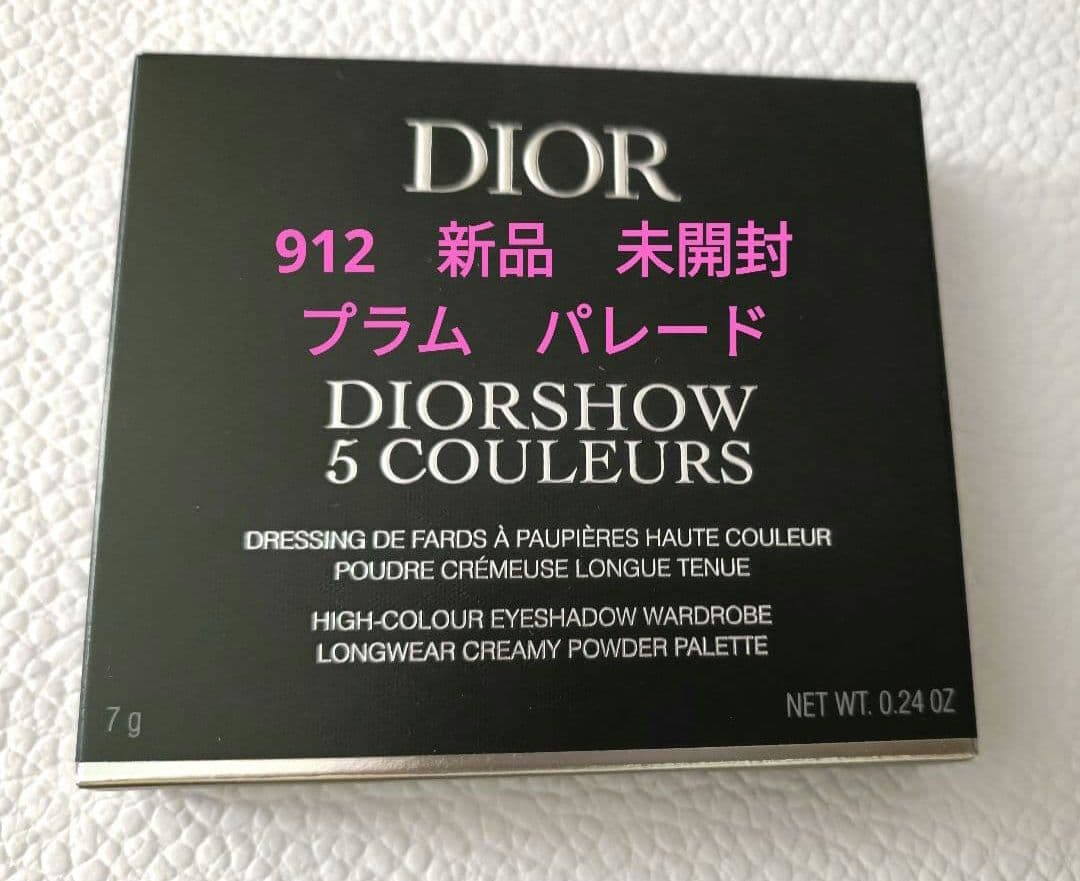 DIOR
912　新品　未開封
プラム　パレード
DIORSHOW
5 COULEURS
DRESSING DE FARDS À PAUPIÈRES HAUTE COULEUR
POUDRE CRÉMEUSE LONGUE TENUE
HIGH-COLOUR EYESHADOW WARDROBE
LONGWEAR CREAMY POWDER PALETTE
7 g
NET WT. 0.24 OZ